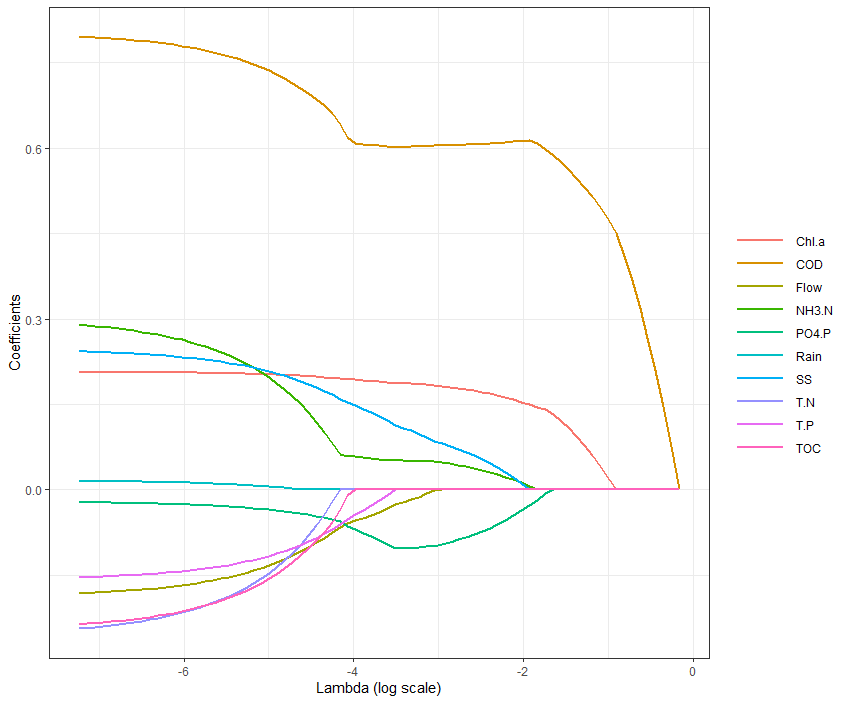 Coefficients
0.6
0.3
0.0
-6
-4
-2
0
Lambda (log scale)
Chl.a
COD
Flow
NH3.N
PO4.P
Rain
SS
T.N
T.P
TOC